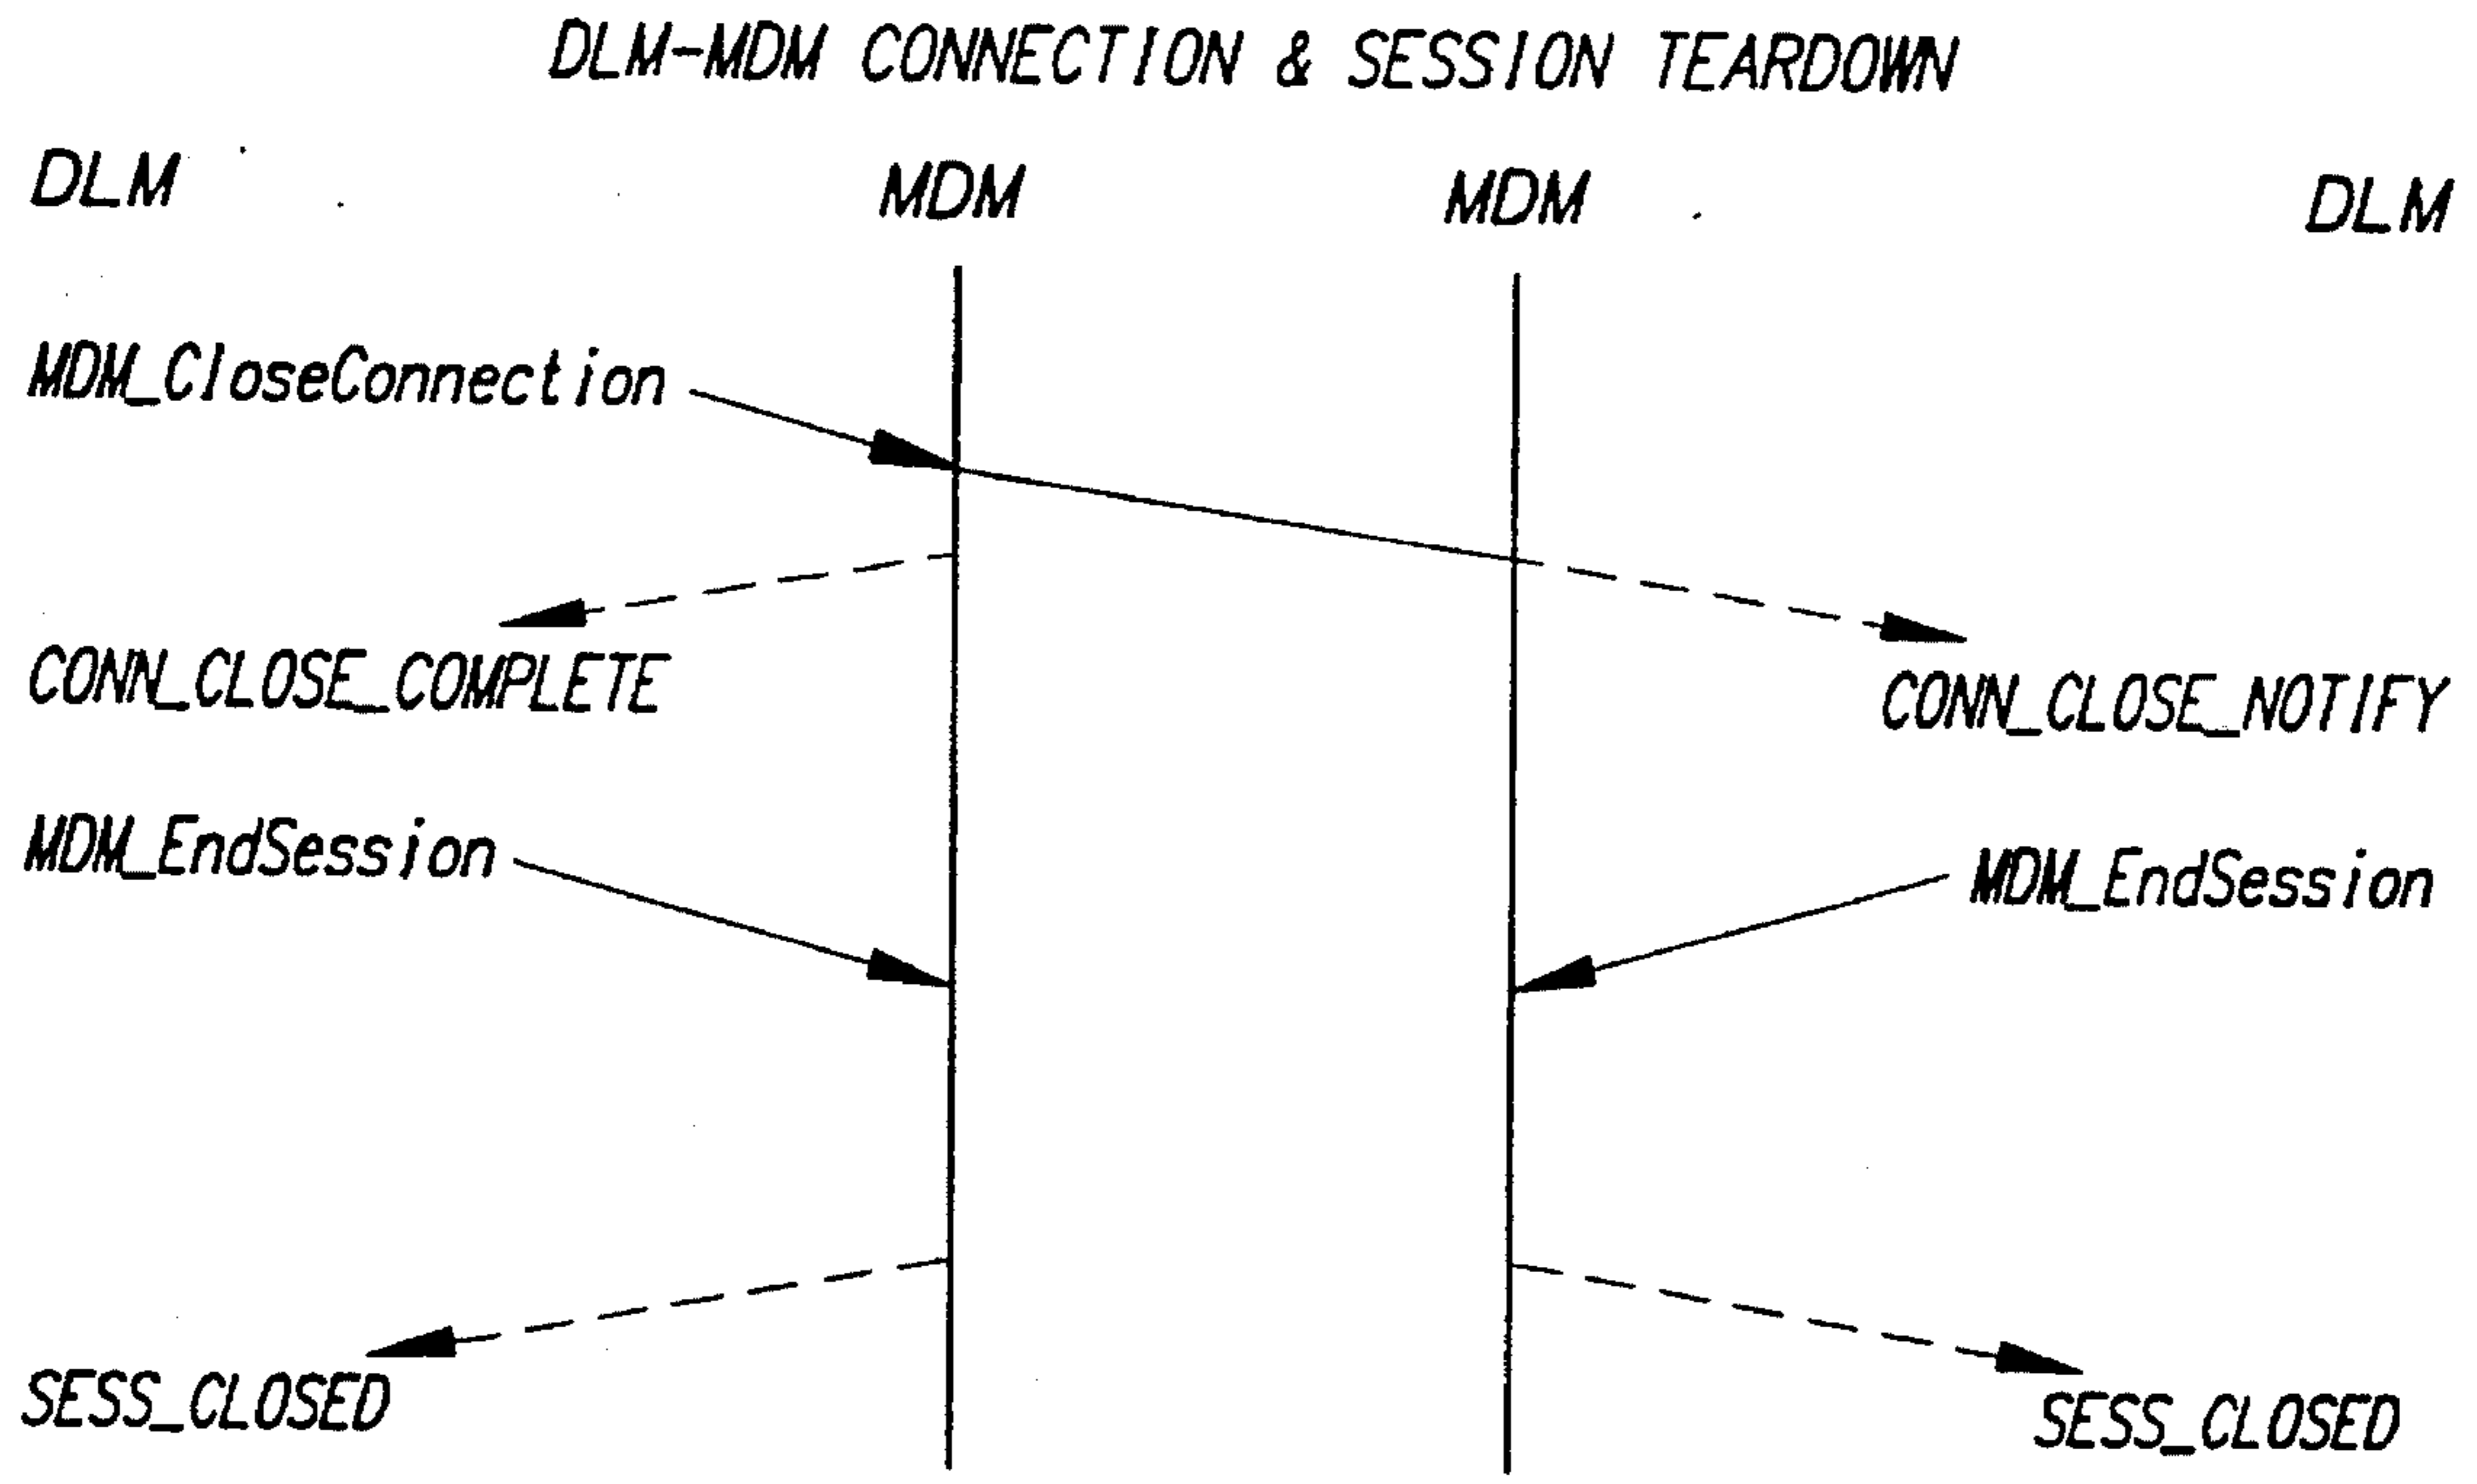 DLM-MDM CONNECTION & SESSION TEARDOWN
DLM MDM MDM DLM
MDM_CloseConnection
CONN_CLOSE_COMPLETE CONN_CLOSE_NOTIFY
MDM_EndSession MDM_EndSession
SESS_CLOSED SESS_CLOSED